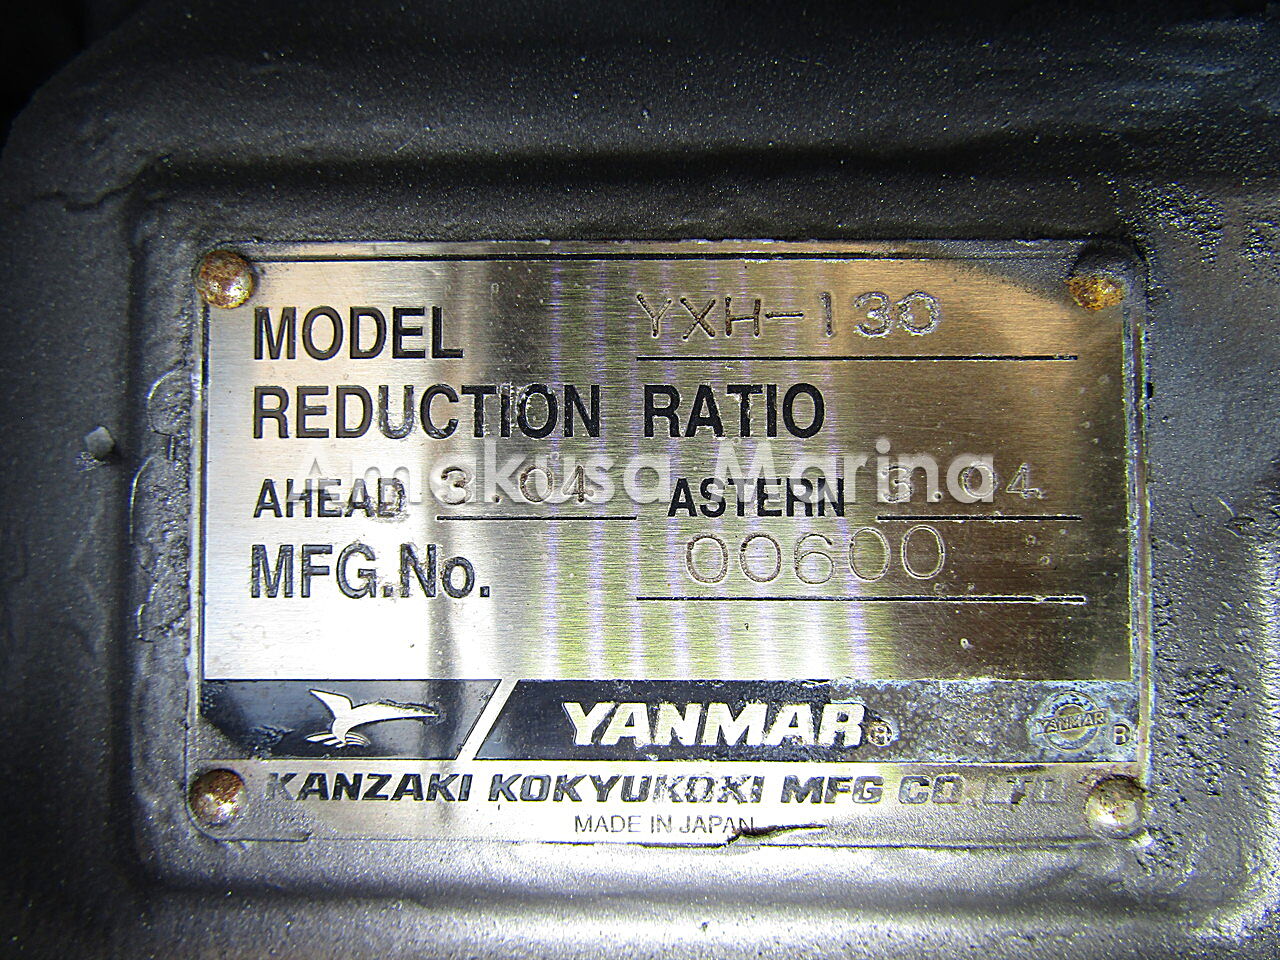 MODEL YXH-130
REDUCTION RATIO
AHEAD 3.04 ASTERN 3.04
Amakusa Marina
MFG.No. 00600
YANMAR® YANMAR ®
KANZAKI KOKYUKOKI MFG CO.LTD.
MADE IN JAPAN